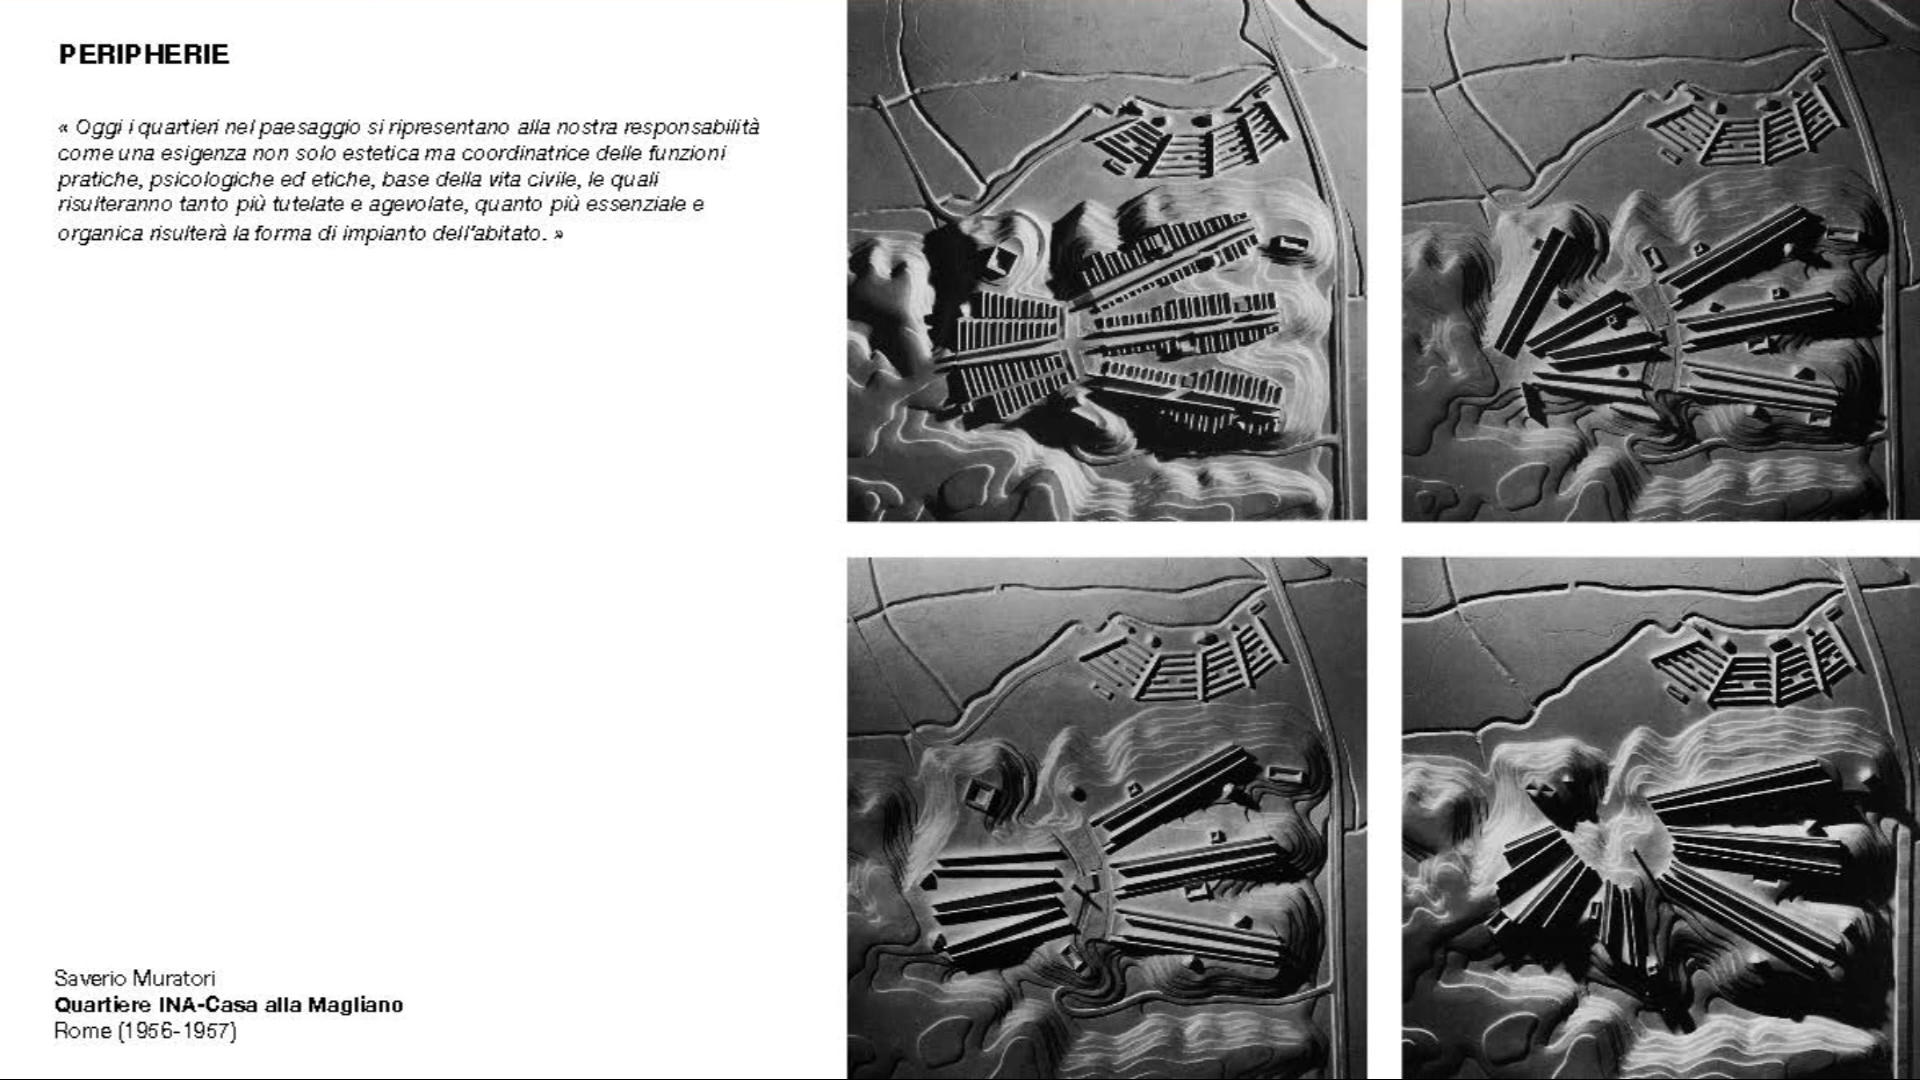 PERIPHERIE
« Oggi i quartieri nel paesaggio si ripresentano alla nostra responsabilità
come una esigenza non solo estetica ma coordinatrice delle funzioni
pratiche, psicologiche ed etiche, base della vita civile, le quali
risulteranno tanto più tutelate e agevolate, quanto più essenziale e
organica risulterà la forma di impianto dell'abitato. »
Saverio Muratori
Quartiere INA-Casa alla Magliano
Rome (1956-1957)